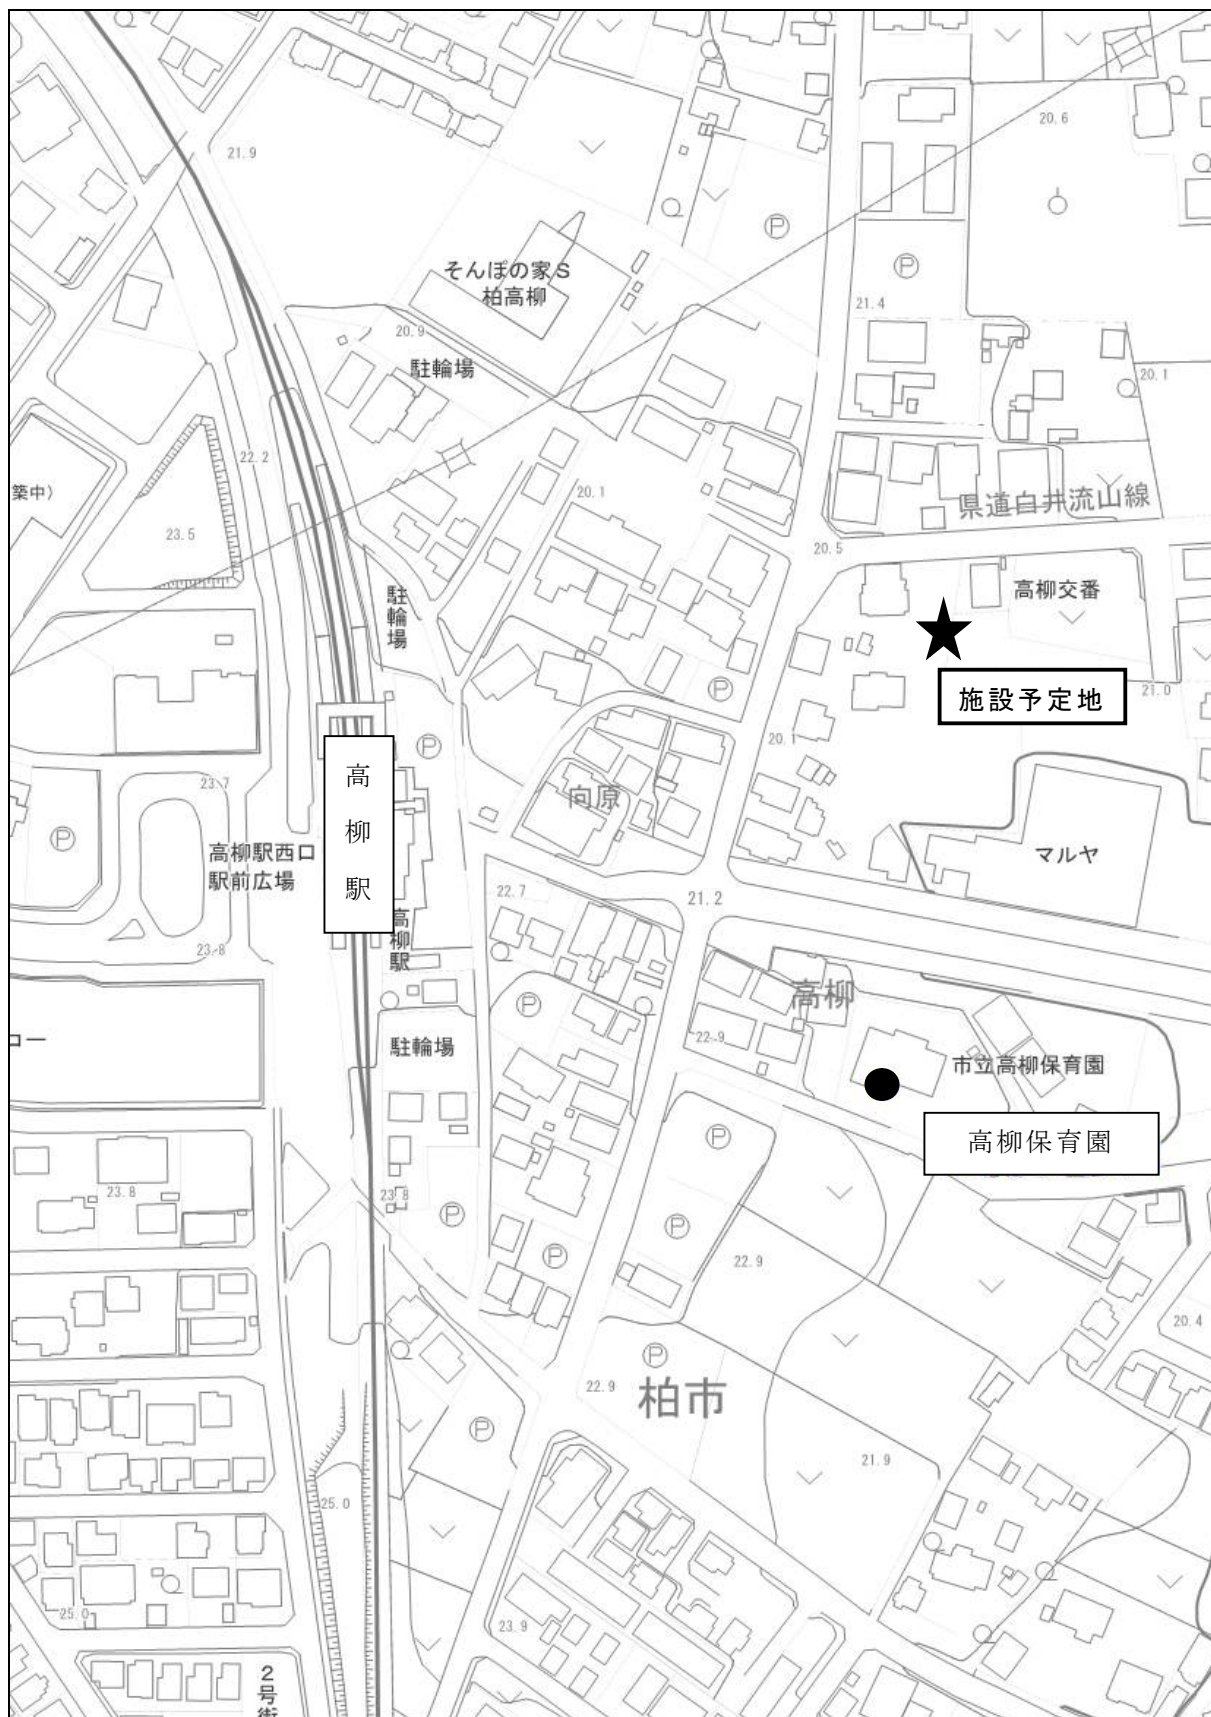 20.6
21.9
Ⓟ
そんぽの家S
柏高柳
Ⓟ
21.4
20.9
駐輪場
20.1
22.2
築中)
20.1
県道白井流山線
23.5
20.5
駐輪場
高柳交番
Ⓟ
施設予定地
21.0
20.1
Ⓟ
高柳駅
23.7
向原
Ⓟ
高柳駅西口
駅前広場
マルヤ
22.7
21.2
高柳駅
23.8
高柳
Ⓟ
22.9
ロー
駐輪場
市立高柳保育園
Ⓟ
高柳保育園
23.8
23.8
Ⓟ
Ⓟ
Ⓟ
22.9
20.4
Ⓟ
22.9
柏市
Ⓟ
21.9
25.0
25.0
23.9
2号街